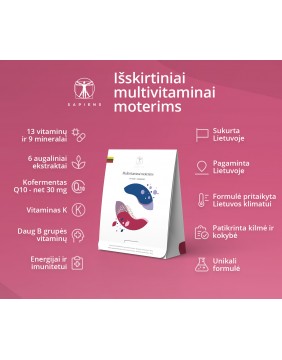 SAPIENS
Išskirtiniai
multivitaminai
moterims
13 vitaminų
ir 9 mineralai
6 augaliniai
ekstraktai
Kofermentas
Q10 - net 30 mg
Vitaminas K
Daug B grupės
vitaminų
Energijai ir
imunitetui
Sukurta
Lietuvoje
Pagaminta
Lietuvoje
Formulė pritaikyta
Lietuvos klimatui
Patikrinta kilmė ir
kokybė
Unikali
formulė
Multivitaminai moterims